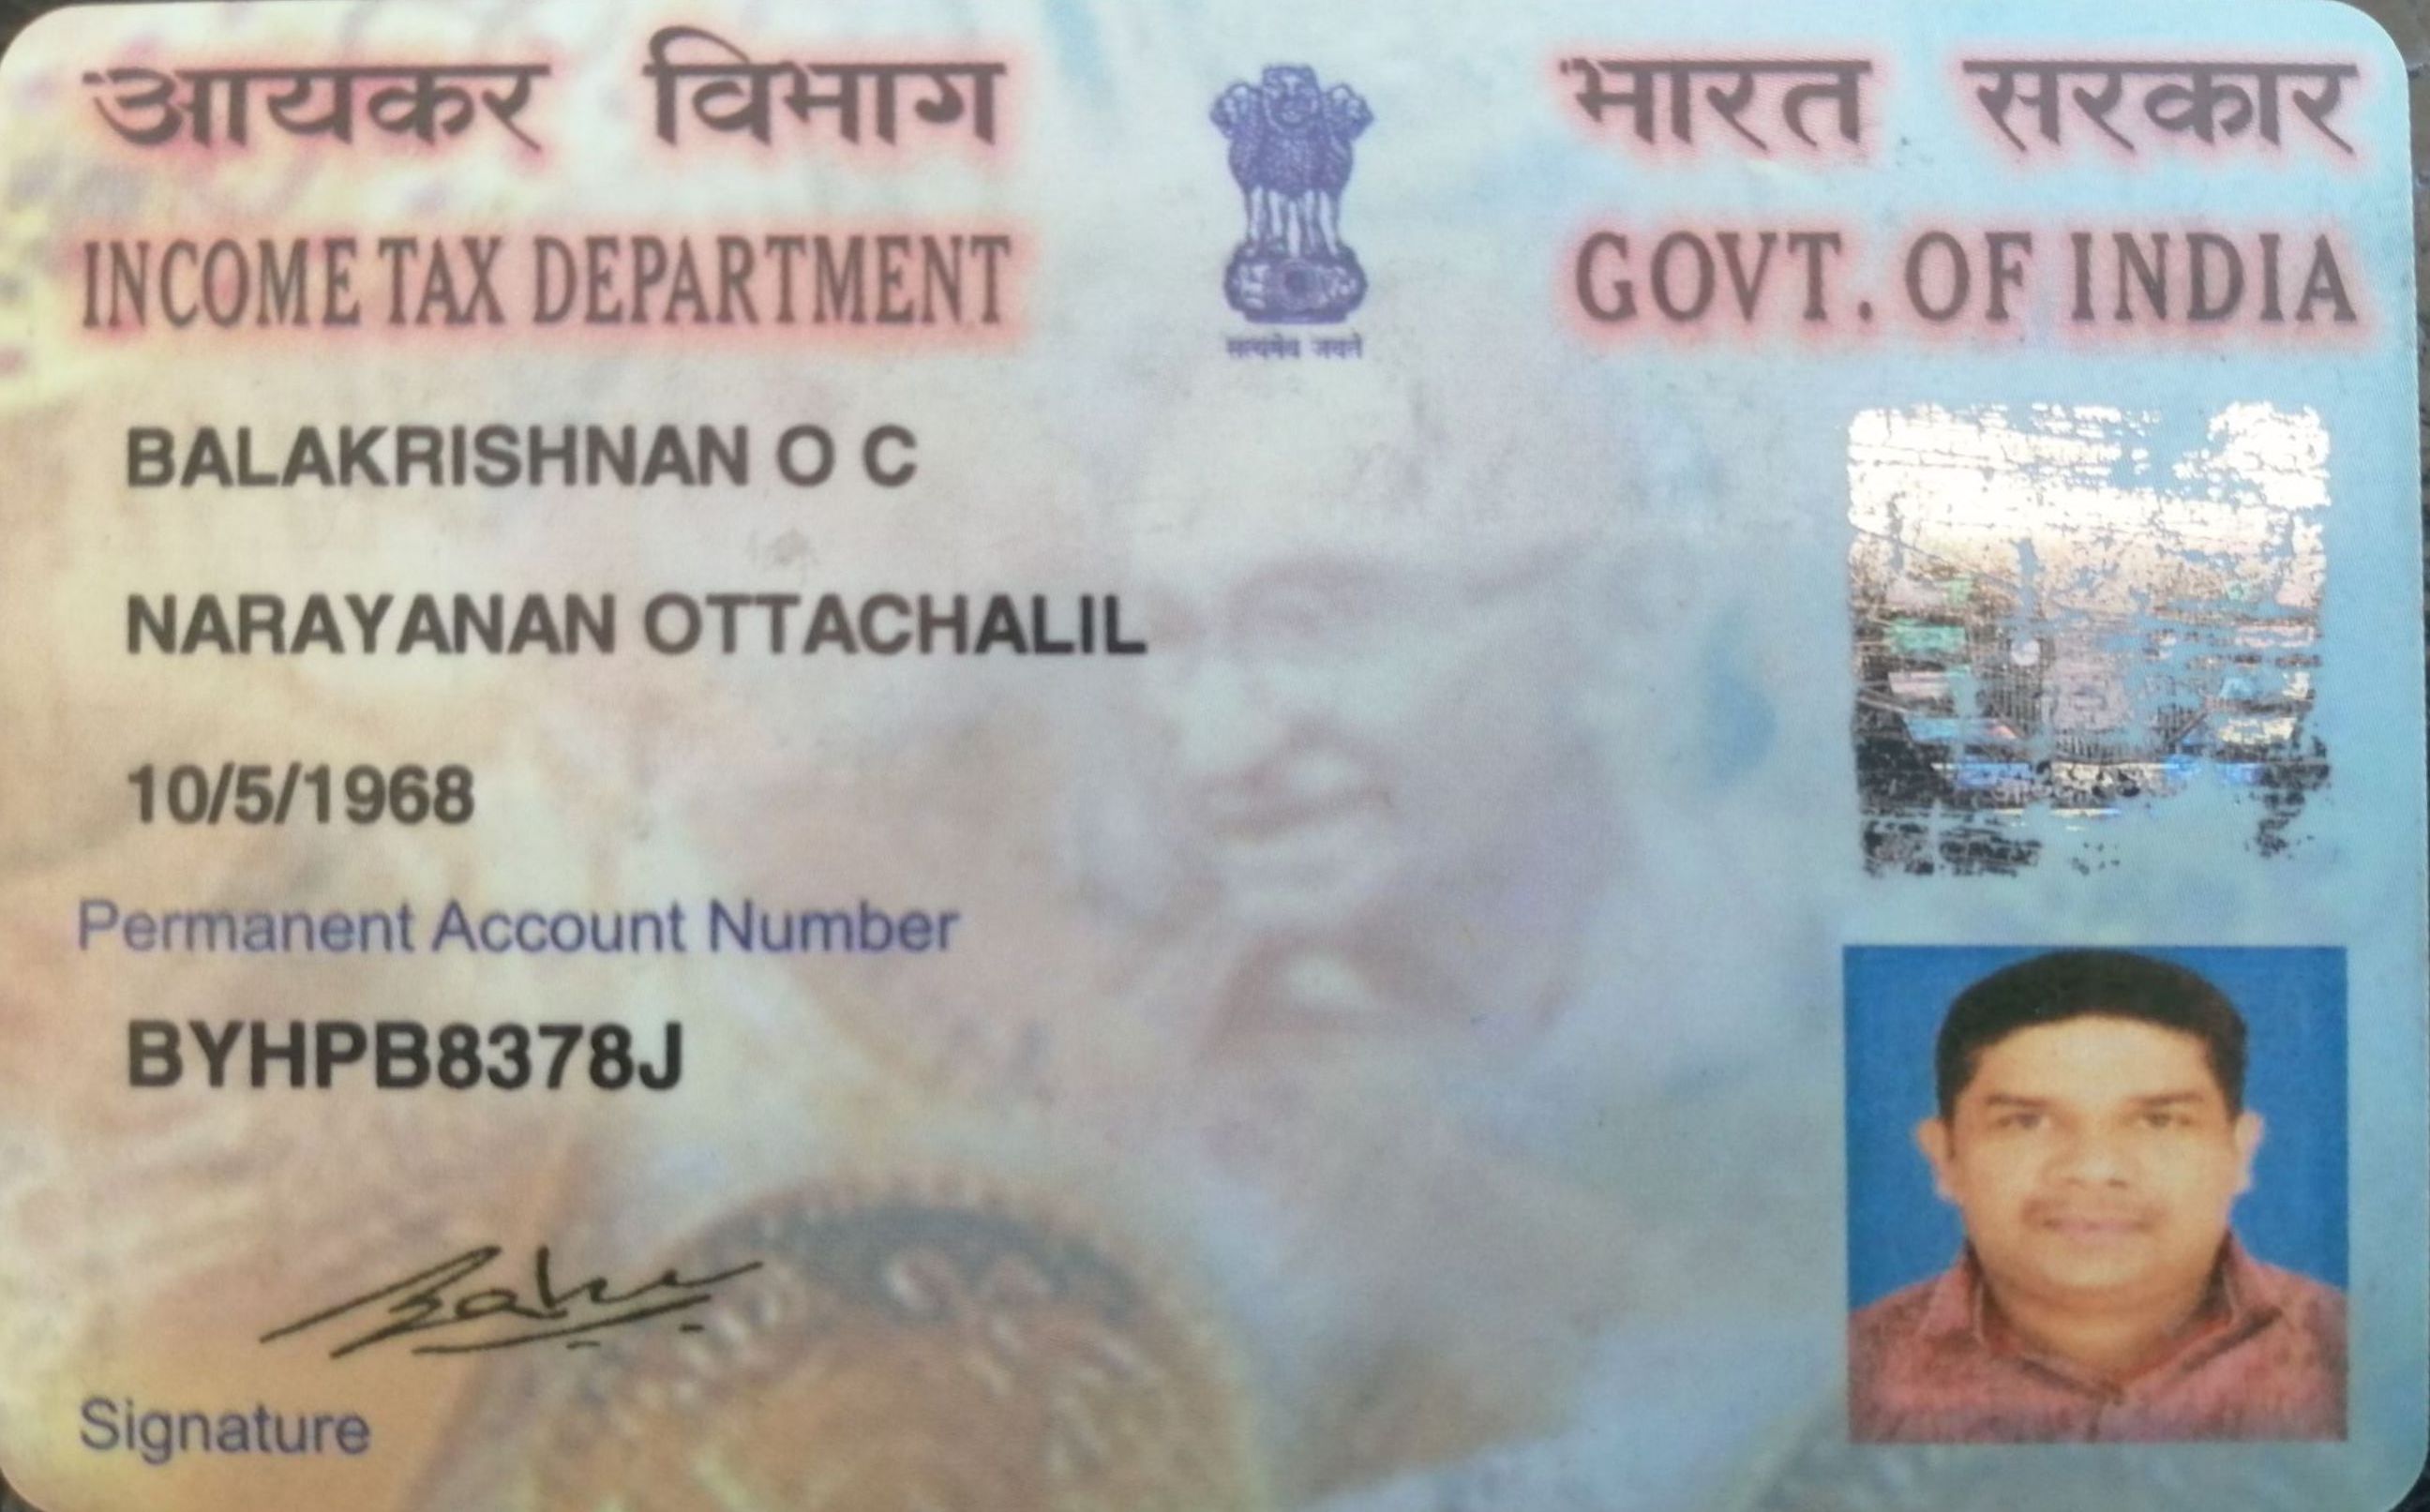 आयकर विभाग
INCOME TAX DEPARTMENT
सत्यमेव जयते
भारत सरकार
GOVT. OF INDIA
BALAKRISHNAN O C
NARAYANAN OTTACHALIL
10/5/1968
Permanent Account Number
BYHPB8378J
Signature